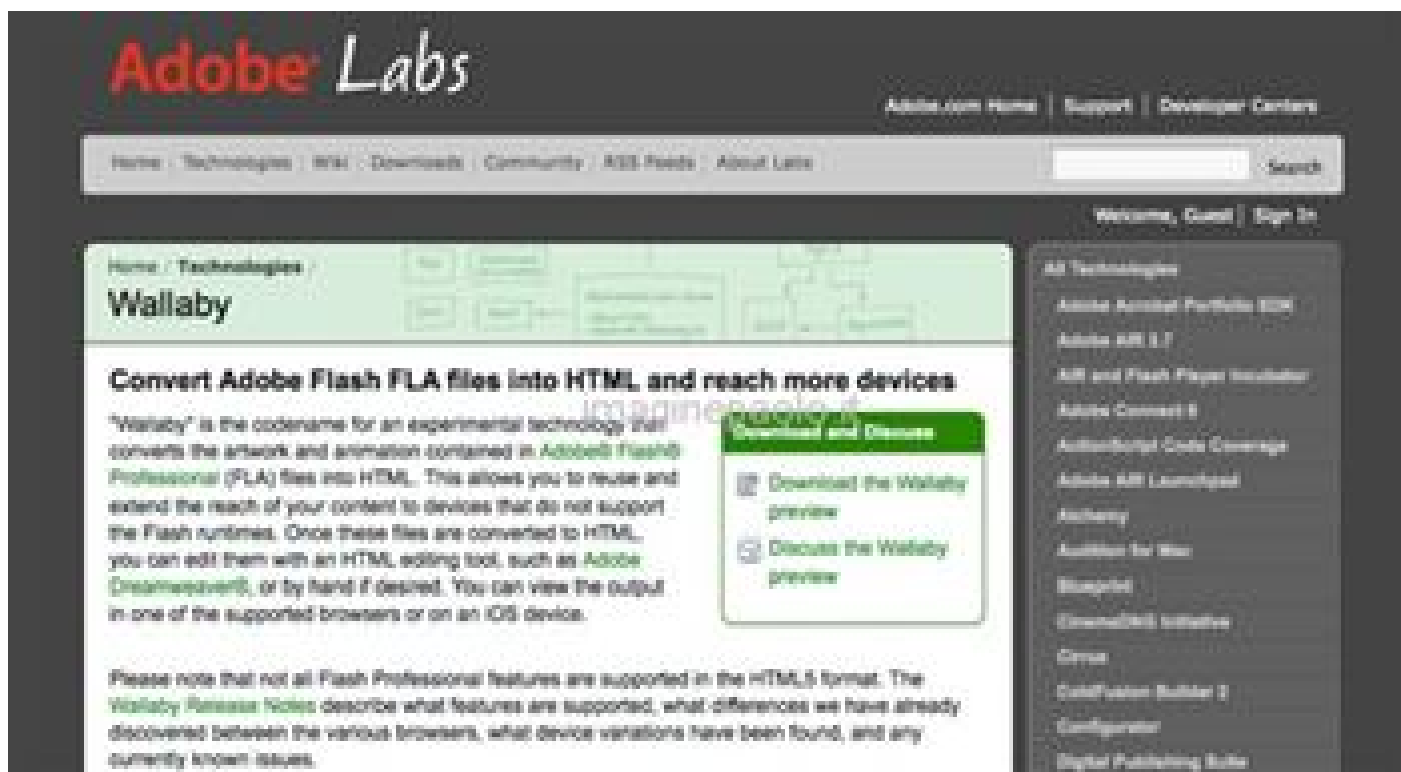 Adobe Labs
Adobe.com Home | Support | Developer Centers
Home Technologies Wiki Downloads Community RSS Feeds About Labs
Search
Welcome, Guest | Sign In
Home / Technologies /
Wallaby
Convert Adobe Flash FLA files into HTML and reach more devices
"Wallaby" is the codename for an experimental technology that
converts the artwork and animation contained in Adobe® Flash®
Professional (FLA) files into HTML. This allows you to reuse and
extend the reach of your content to devices that do not support
the Flash runtimes. Once these files are converted to HTML,
you can edit them with an HTML editing tool, such as Adobe
Dreamweaver®, or by hand if desired. You can view the output
in one of the supported browsers or on an iOS device.
imaginepaolo.it
Download and Discuss
Download the Wallaby
preview
Discuss the Wallaby
preview
Please note that not all Flash Professional features are supported in the HTML5 format. The
Wallaby Release Notes describe what features are supported, what differences we have already
discovered between the various browsers, what device variations have been found, and any
currently known issues.
All Technologies
Adobe Acrobat Portfolio SDK
Adobe AIR
AIR and Flash Player Incubator
Adobe Connect
ActionScript Code Coverage
Adobe AIR Launchpad
Alchemy
Audition for Mac
Blueprint
CinemaDNG Initiative
Cirrus
ColdFusion Builder 2
Configurator
Digital Publishing Suite